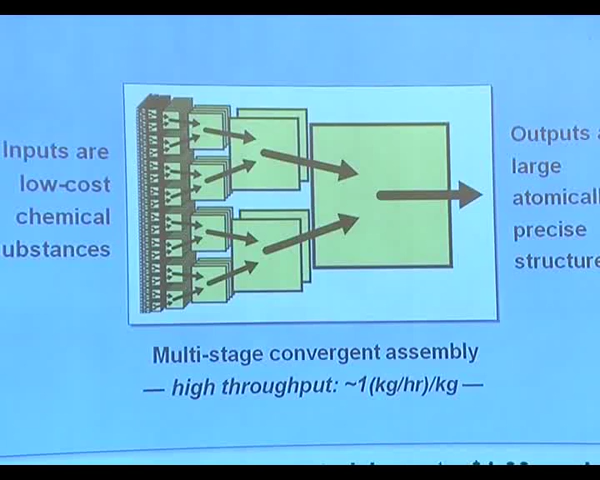 Inputs are
low-cost
chemical
ubstances
Outputs a
large
atomicall
precise
structure
Multi-stage convergent assembly
— high throughput: ~1(kg/hr)/kg —